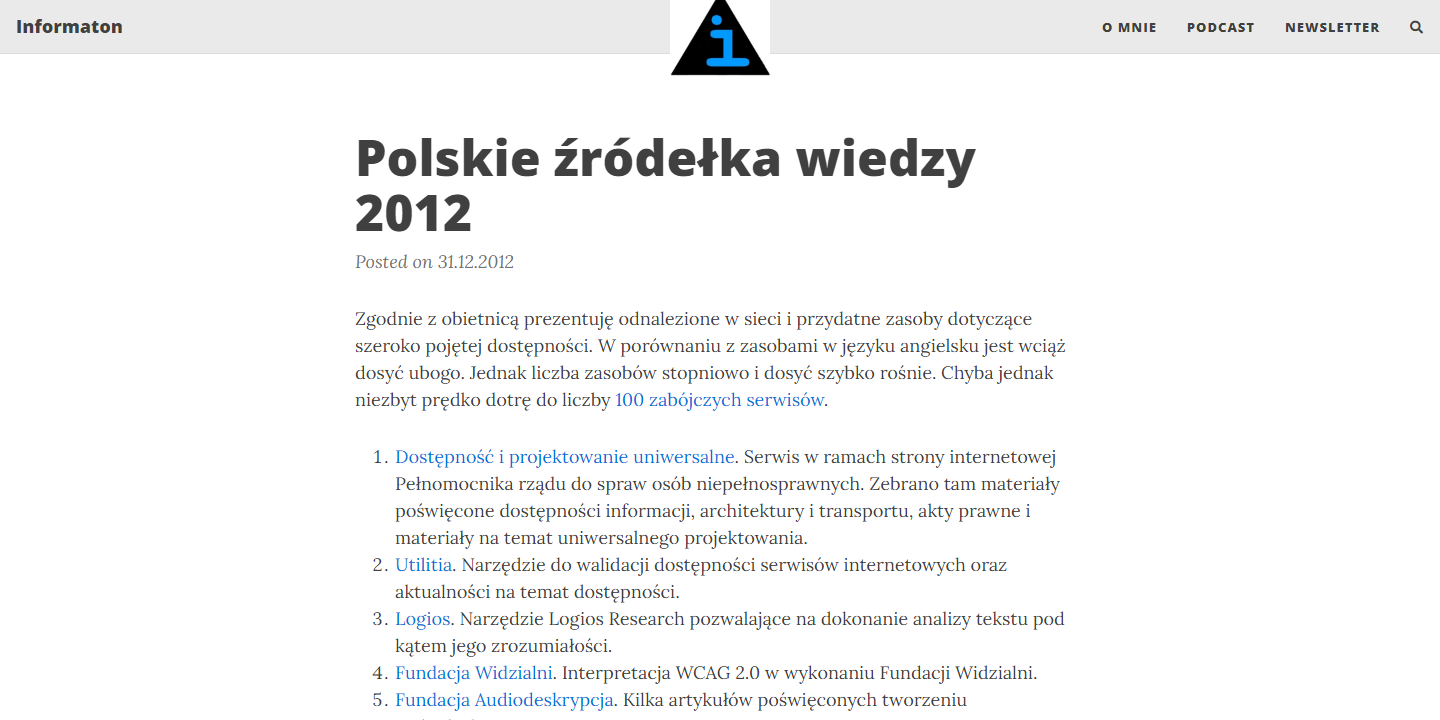 Informaton
i
O MNIE
PODCAST
NEWSLETTER
Polskie źródełka wiedzy
2012
Posted on 31.12.2012
Zgodnie z obietnicą prezentuję odnalezione w sieci i przydatne zasoby dotyczące
szeroko pojętej dostępności. W porównaniu z zasobami w języku angielsku jest wciąż
dosyć ubogo. Jednak liczba zasobów stopniowo i dosyć szybko rośnie. Chyba jednak
niezbyt prędko dotrę do liczby 100 zabójczych serwisów.
1. Dostępność i projektowanie uniwersalne. Serwis w ramach strony internetowej
Pełnomocnika rządu do spraw osób niepełnosprawnych. Zebrano tam materiały
poświęcone dostępności informacji, architektury i transportu, akty prawne i
materiały na temat uniwersalnego projektowania.
2. Utilitia. Narzędzie do walidacji dostępności serwisów internetowych oraz
aktualności na temat dostępności.
3. Logios. Narzędzie Logios Research pozwalające na dokonanie analizy tekstu pod
kątem jego zrozumiałości.
4. Fundacja Widzialni. Interpretacja WCAG 2.0 w wykonaniu Fundacji Widzialni.
5. Fundacja Audiodeskrypcja. Kilka artykułów poświęconych tworzeniu